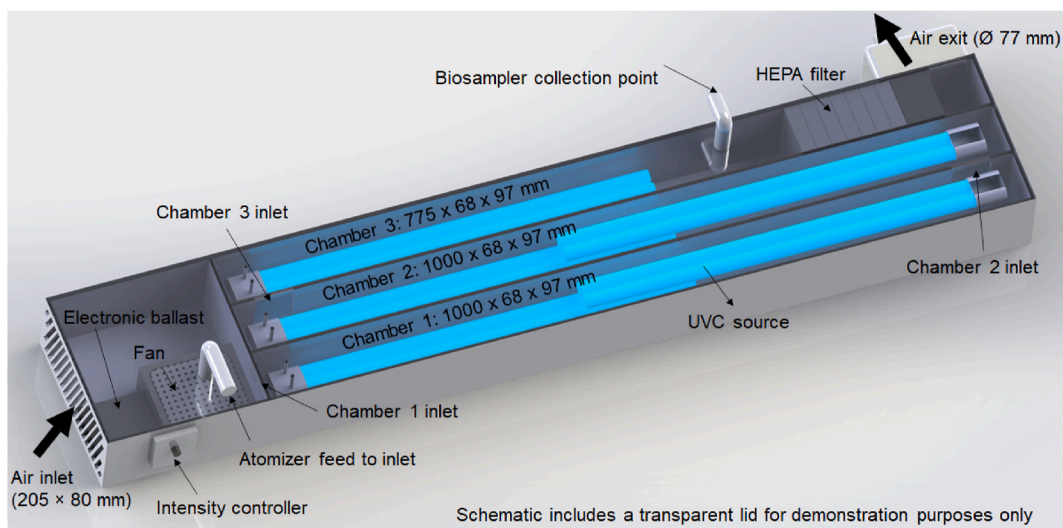 Air exit (Ø 77 mm)
Biosampler collection point
HEPA filter
Chamber 3 inlet
Chamber 3: 775 x 68 x 97 mm
Chamber 2: 1000 x 68 x 97 mm
Chamber 1: 1000 x 68 x 97 mm
Chamber 2 inlet
Electronic ballast
UVC source
Fan
Chamber 1 inlet
Atomizer feed to inlet
Air inlet
(205 × 80 mm)
Intensity controller
Schematic includes a transparent lid for demonstration purposes only